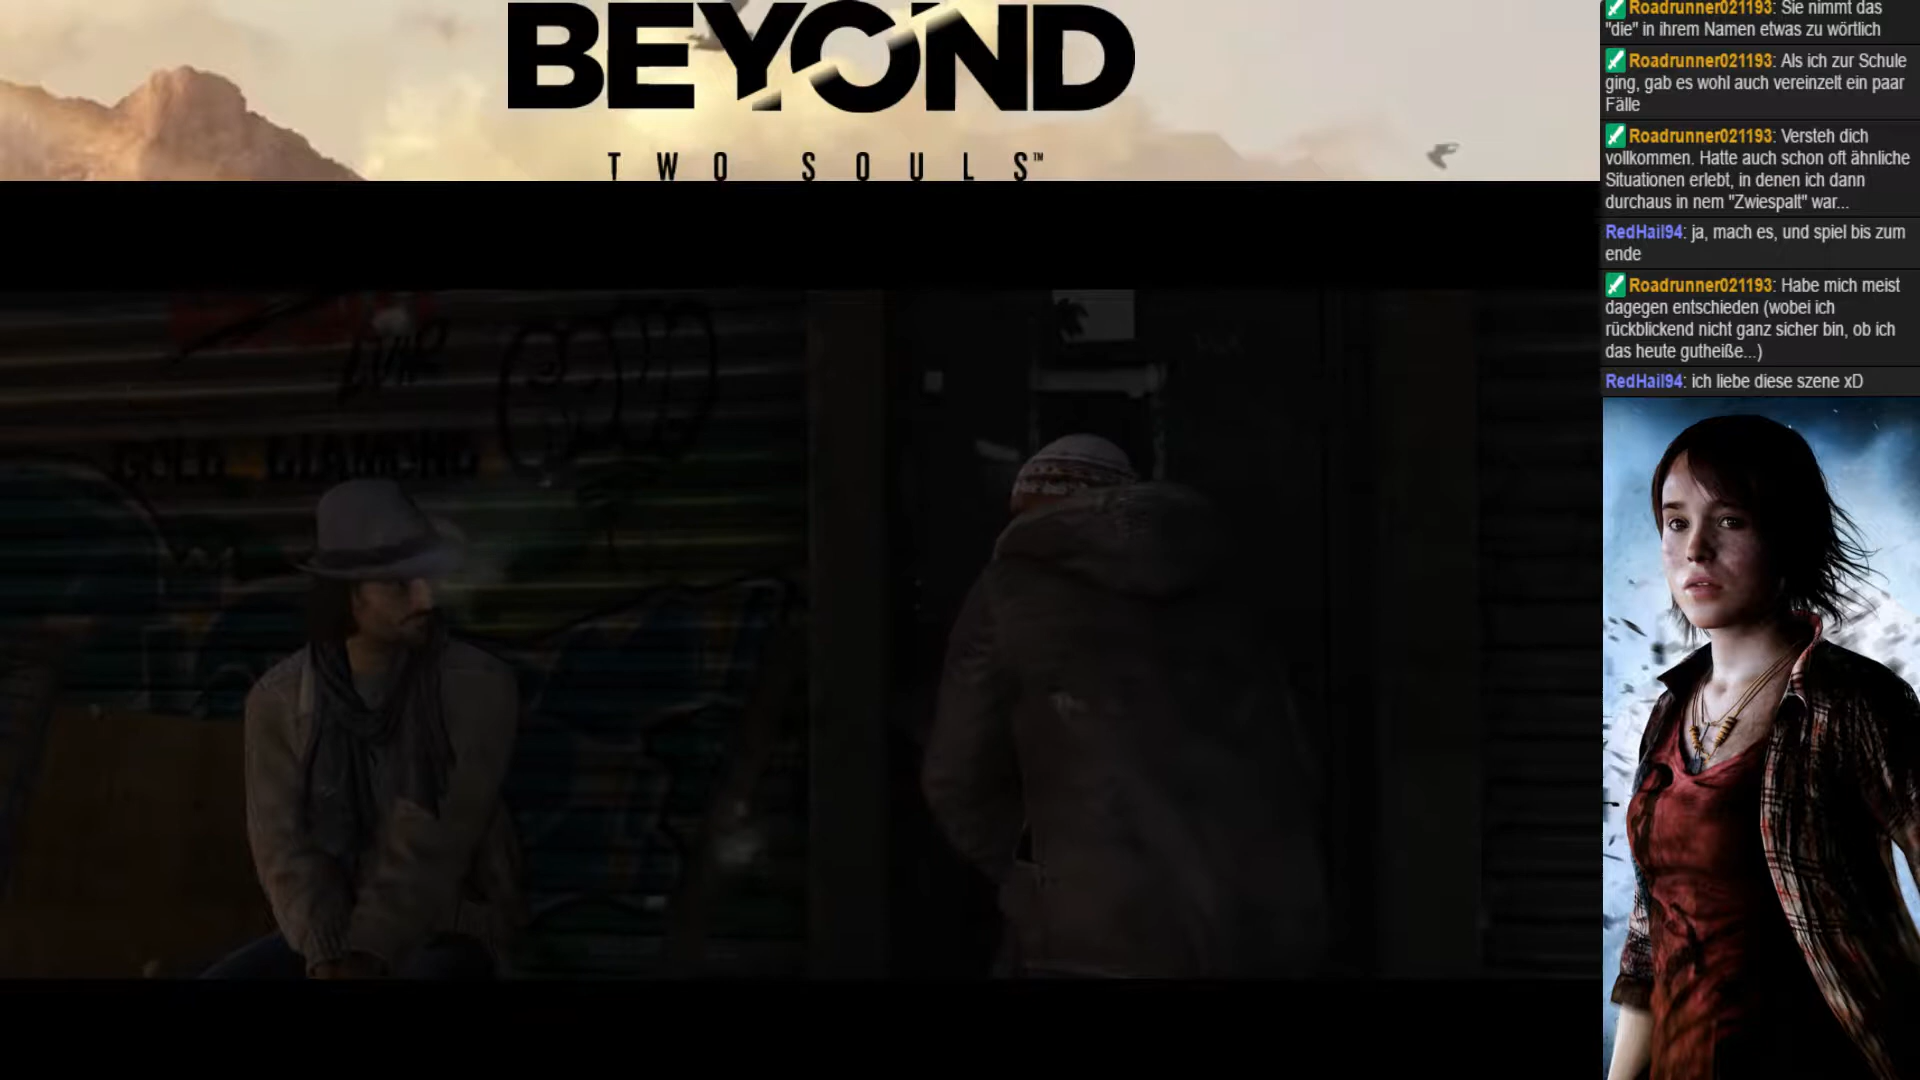 BEYOND
TWO SOULS™
Roadrunner021193: Sie nimmt das
"die" in ihrem Namen etwas zu wörtlich
Roadrunner021193: Als ich zur Schule
ging, gab es wohl auch vereinzelt ein paar
Fälle
Roadrunner021193: Versteh dich
vollkommen. Hatte auch schon oft ähnliche
Situationen erlebt, in denen ich dann
durchaus in nem "Zwiespalt" war...
RedHail94: ja, mach es, und spiel bis zum
ende
Roadrunner021193: Habe mich meist
dagegen entschieden (wobei ich
rückblickend nicht ganz sicher bin, ob ich
das heute gutheiße...)
RedHail94: ich liebe diese szene xD